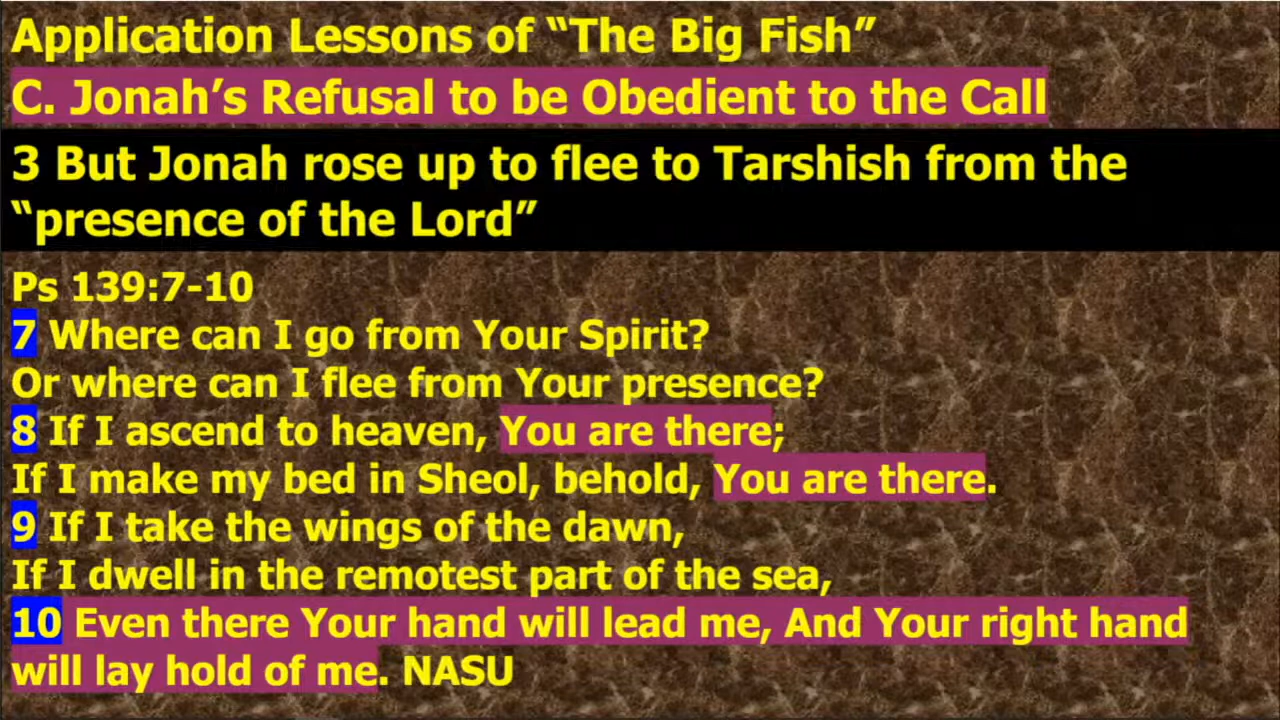 Application Lessons of “The Big Fish”
C. Jonah’s Refusal to be Obedient to the Call
3 But Jonah rose up to flee to Tarshish from the
“presence of the Lord”
Ps 139:7-10
7 Where can I go from Your Spirit?
Or where can I flee from Your presence?
8 If I ascend to heaven, You are there;
If I make my bed in Sheol, behold, You are there.
9 If I take the wings of the dawn,
If I dwell in the remotest part of the sea,
10 Even there Your hand will lead me, And Your right hand
will lay hold of me. NASU